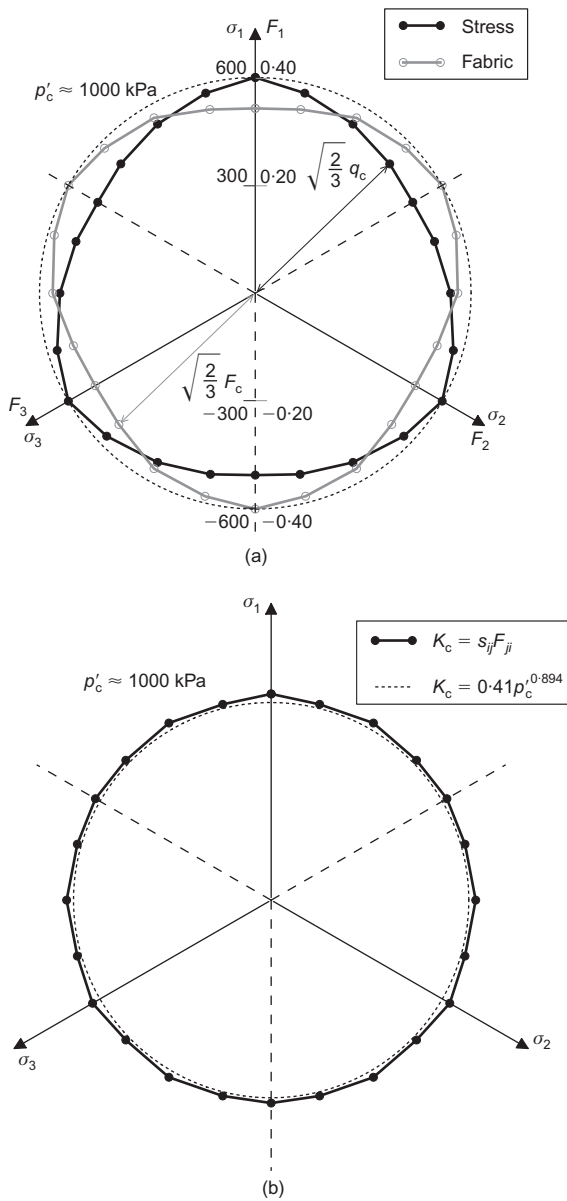 σ₁ F₁
Stress
Fabric
600 0·40
p′c ≈ 1000 kPa
300 0·20
√2/3 qc
√2/3 Fc
−300 −0·20
F₃
σ₃
σ₂
F₂
−600 −0·40
(a)
σ₁
Kc = sijFji
Kc = 0·41p′c0·894
p′c ≈ 1000 kPa
σ₃
σ₂
(b)